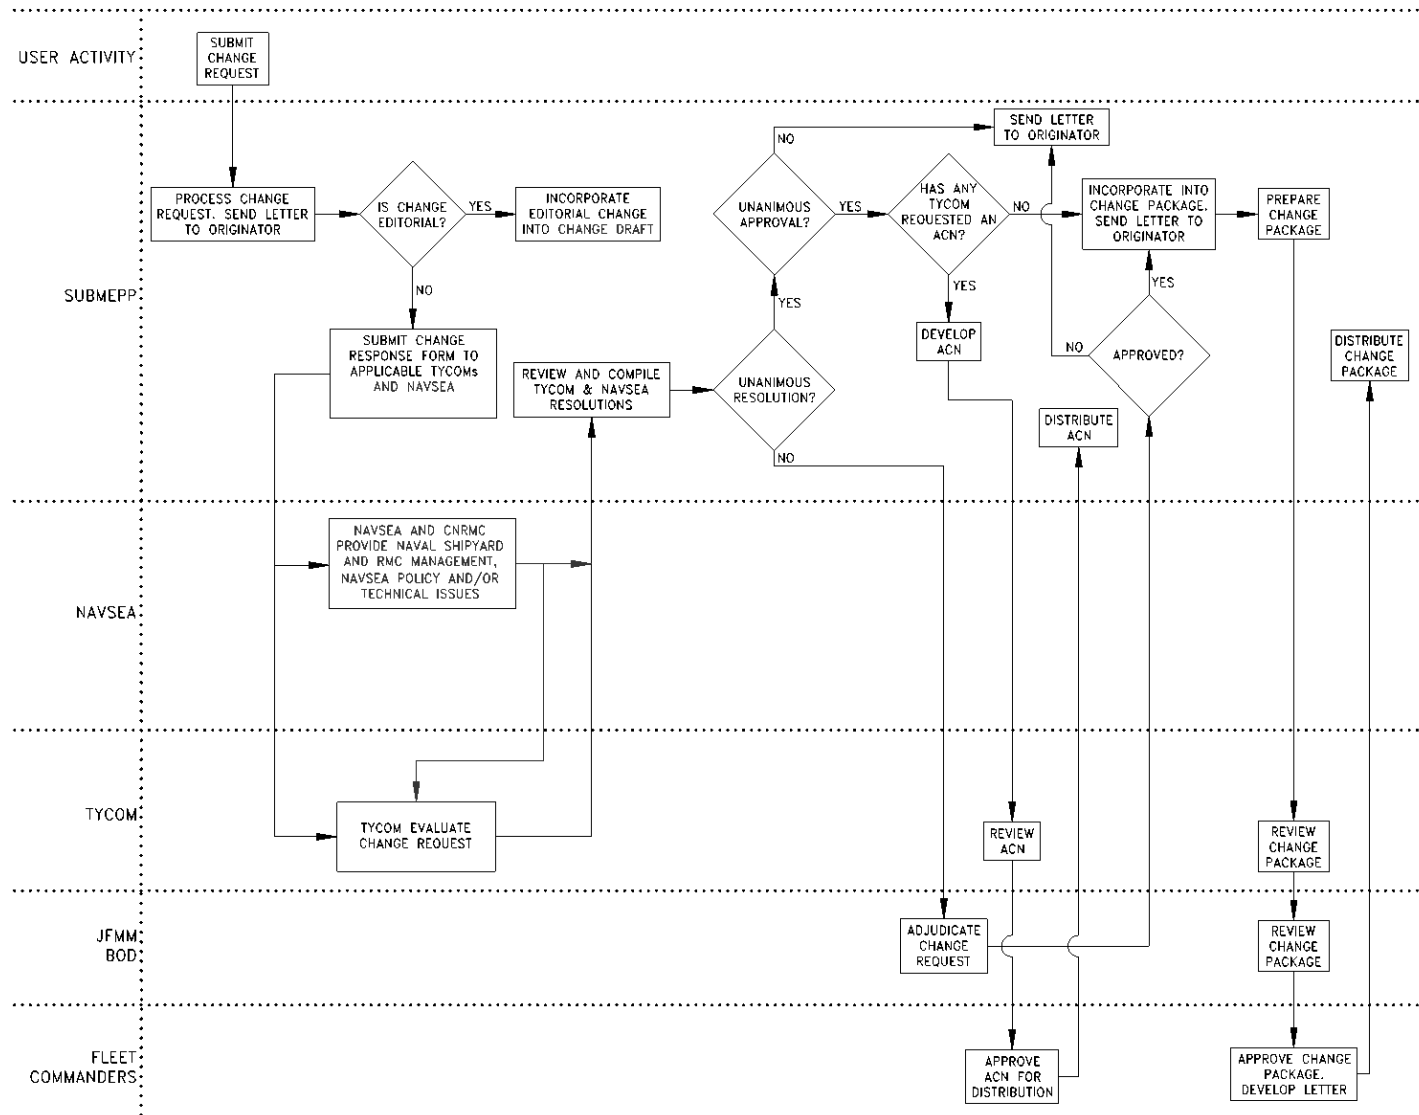 USER ACTIVITY
SUBMIT
CHANGE
REQUEST
SUBMEPP
PROCESS CHANGE
REQUEST. SEND LETTER
TO ORIGINATOR
IS CHANGE
EDITORIAL?
YES
INCORPORATE
EDITORIAL CHANGE
INTO CHANGE DRAFT
NO
SUBMIT CHANGE
RESPONSE FORM TO
APPLICABLE TYCOMs
AND NAVSEA
REVIEW AND COMPILE
TYCOM & NAVSEA
RESOLUTIONS
UNANIMOUS
RESOLUTION?
YES
NO
UNANIMOUS
APPROVAL?
NO
YES
SEND LETTER
TO ORIGINATOR
HAS ANY
TYCOM
REQUESTED AN
ACN?
NO
YES
DEVELOP
ACN
INCORPORATE INTO
CHANGE PACKAGE.
SEND LETTER TO
ORIGINATOR
YES
NO
APPROVED?
PREPARE
CHANGE
PACKAGE
DISTRIBUTE
CHANGE
PACKAGE
DISTRIBUTE
ACN
NAVSEA
NAVSEA AND CNRMC
PROVIDE NAVAL SHIPYARD
AND RMC MANAGEMENT,
NAVSEA POLICY AND/OR
TECHNICAL ISSUES
TYCOM
TYCOM EVALUATE
CHANGE REQUEST
REVIEW
ACN
REVIEW
CHANGE
PACKAGE
JFMM
BOD
ADJUDICATE
CHANGE
REQUEST
REVIEW
CHANGE
PACKAGE
FLEET
COMMANDERS
APPROVE
ACN FOR
DISTRIBUTION
APPROVE CHANGE
PACKAGE.
DEVELOP LETTER